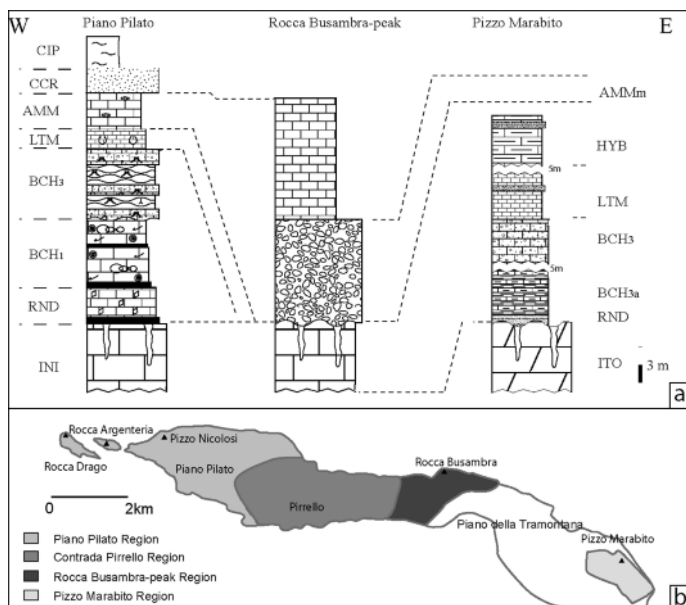 W Piano Pilato Rocca Busambra-peak Pizzo Marabito E
CIP
CCR
AMM
LTM
BCH3
BCH1
RND
INI
AMMm
HYB
5m
LTM
BCH3
5m
BCH3a
RND
ITO
3 m
a
Rocca Argenteria
Pizzo Nicolosi
Rocca Drago
Piano Pilato
Rocca Busambra
0 2km
Pirrello
Piano della Tramontana
Pizzo Marabito
Piano Pilato Region
Contrada Pirrello Region
Rocca Busambra-peak Region
Pizzo Marabito Region
b